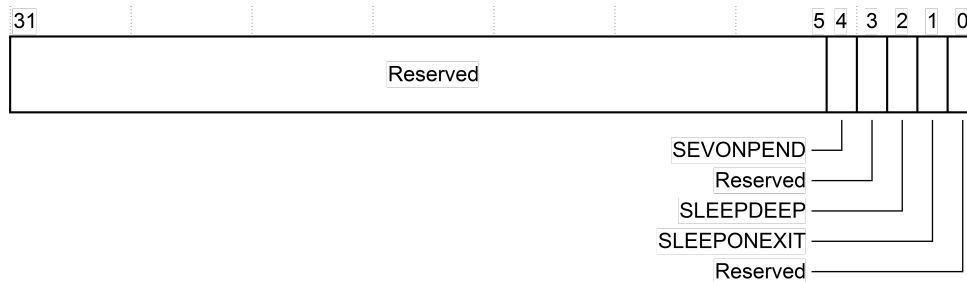 31 5 4 3 2 1 0
Reserved
SEVONPEND
Reserved
SLEEPDEEP
SLEEPONEXIT
Reserved